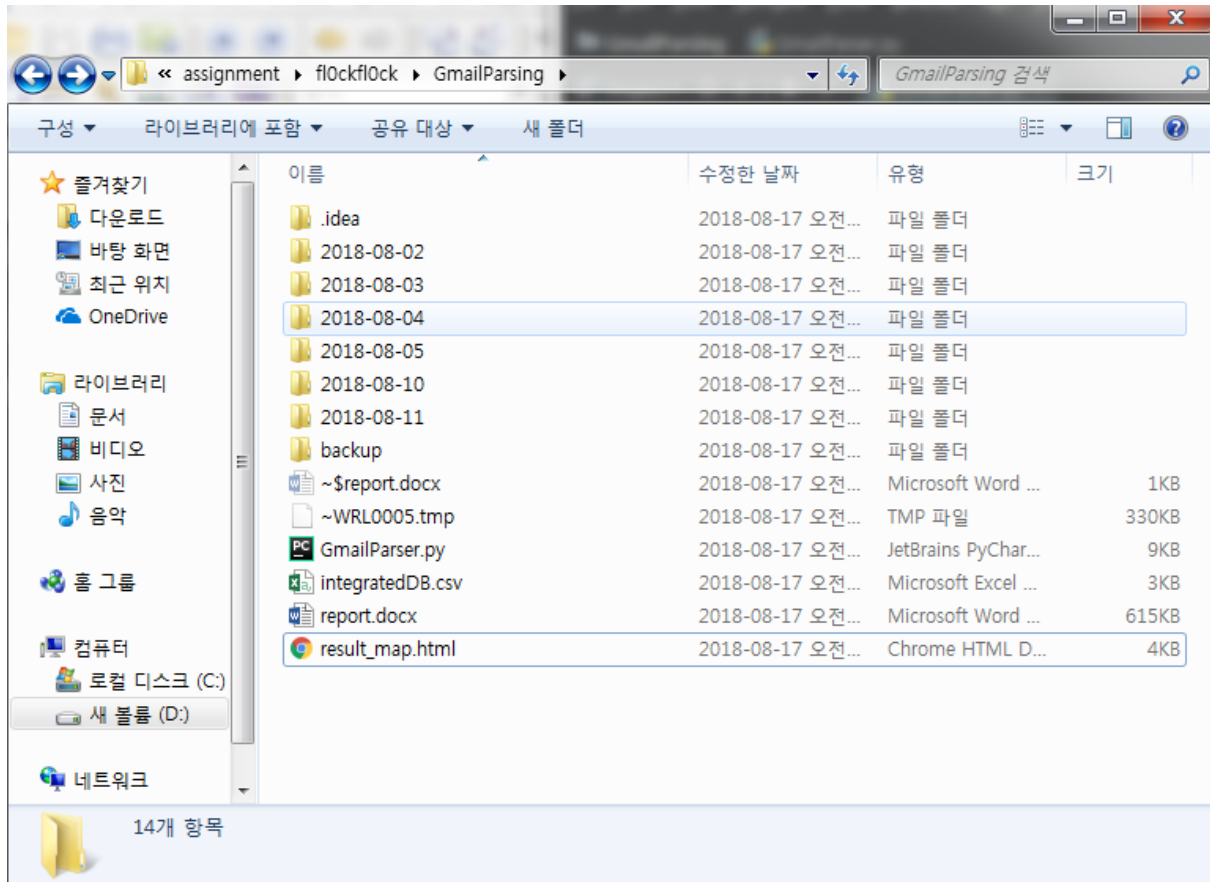 « assignment ▸ fl0ckfl0ck ▸ GmailParsing ▸
GmailParsing 검색
구성 ▼ 라이브러리에 포함 ▼ 공유 대상 ▼ 새 폴더
이름 수정한 날짜 유형 크기
즐겨찾기
다운로드
바탕 화면
최근 위치
OneDrive
라이브러리
문서
비디오
사진
음악
홈 그룹
컴퓨터
로컬 디스크 (C:)
새 볼륨 (D:)
네트워크
.idea 2018-08-17 오전... 파일 폴더
2018-08-02 2018-08-17 오전... 파일 폴더
2018-08-03 2018-08-17 오전... 파일 폴더
2018-08-04 2018-08-17 오전... 파일 폴더
2018-08-05 2018-08-17 오전... 파일 폴더
2018-08-10 2018-08-17 오전... 파일 폴더
2018-08-11 2018-08-17 오전... 파일 폴더
backup 2018-08-17 오전... 파일 폴더
~$report.docx 2018-08-17 오전... Microsoft Word ... 1KB
~WRL0005.tmp 2018-08-17 오전... TMP 파일 330KB
GmailParser.py 2018-08-17 오전... JetBrains PyChar... 9KB
integratedDB.csv 2018-08-17 오전... Microsoft Excel ... 3KB
report.docx 2018-08-17 오전... Microsoft Word ... 615KB
result_map.html 2018-08-17 오전... Chrome HTML D... 4KB
14개 항목